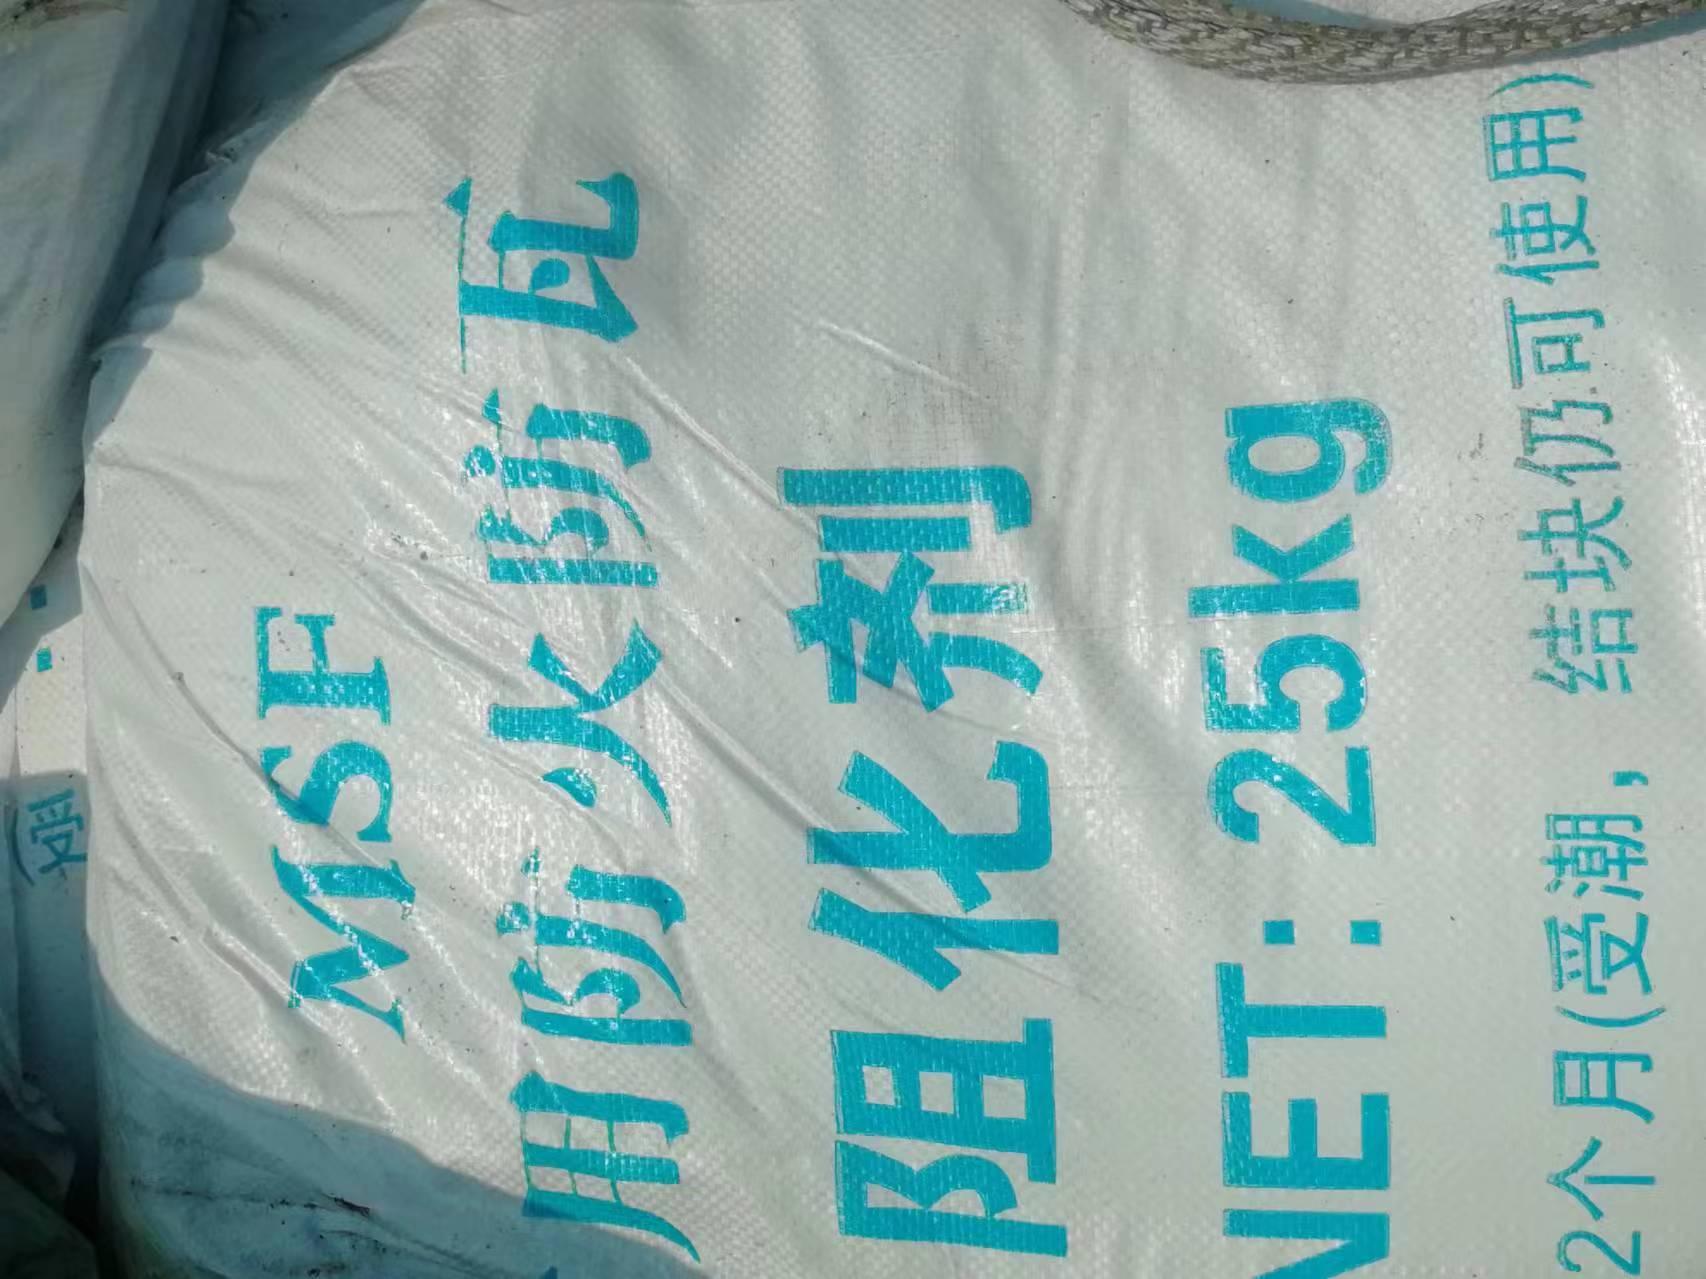 MSF
用防火防瓦
阻化剂
NET: 25kg
2个月(受潮，结块仍可使用)